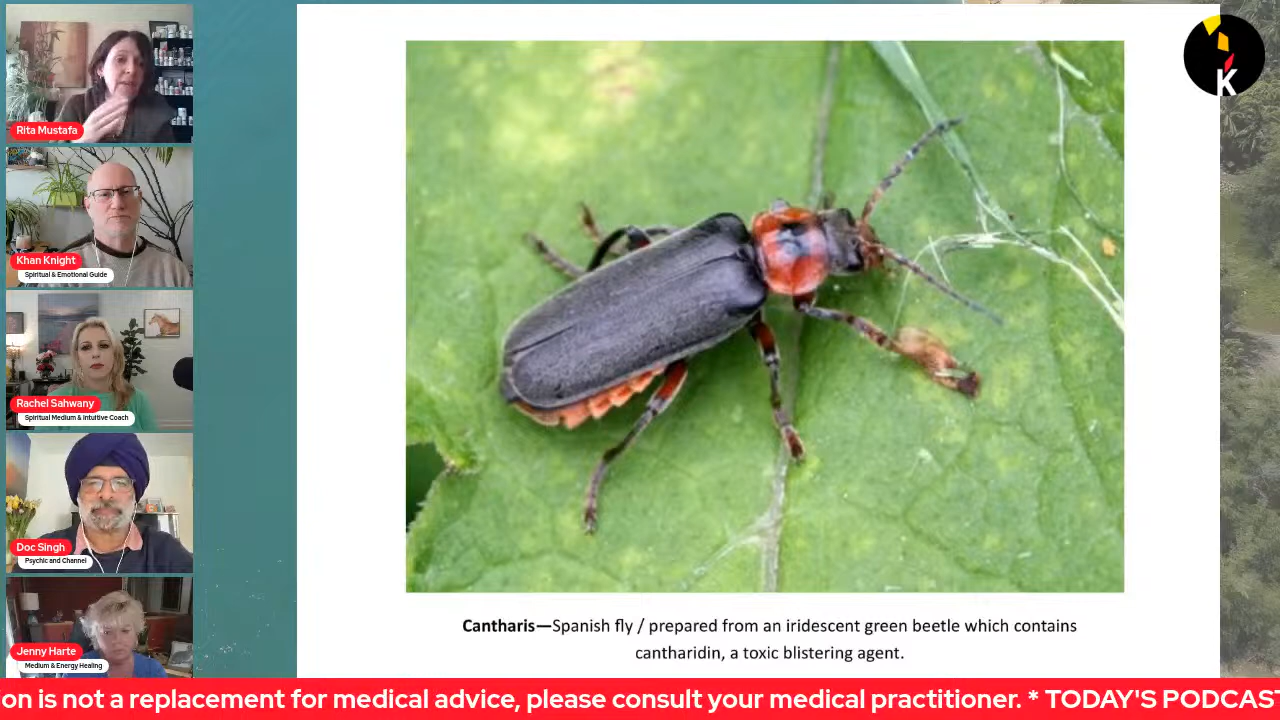 Rita Mustafa
Khan Knight
Spiritual & Emotional Guide
Rachel Sahwany
Spiritual Medium & Intuitive Coach
Doc Singh
Psychic and Channel
Jenny Harte
Medium & Energy Healing
K
Cantharis—Spanish fly / prepared from an iridescent green beetle which contains
cantharidin, a toxic blistering agent.
on is not a replacement for medical advice, please consult your medical practitioner. * TODAY'S PODCAST